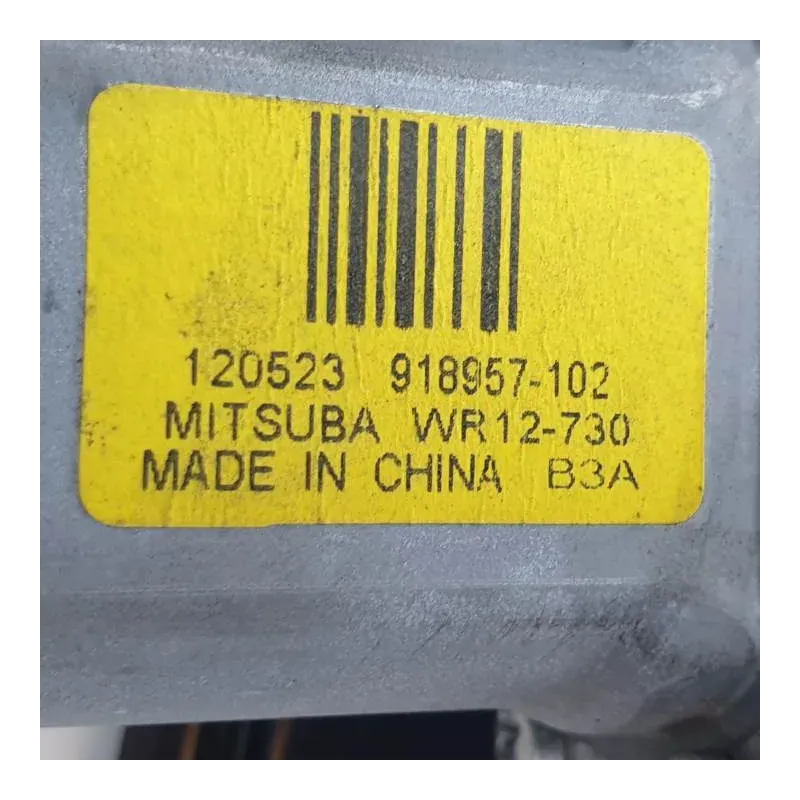 120523 918957-102
MITSUBA WR12-730
MADE IN CHINA B3A